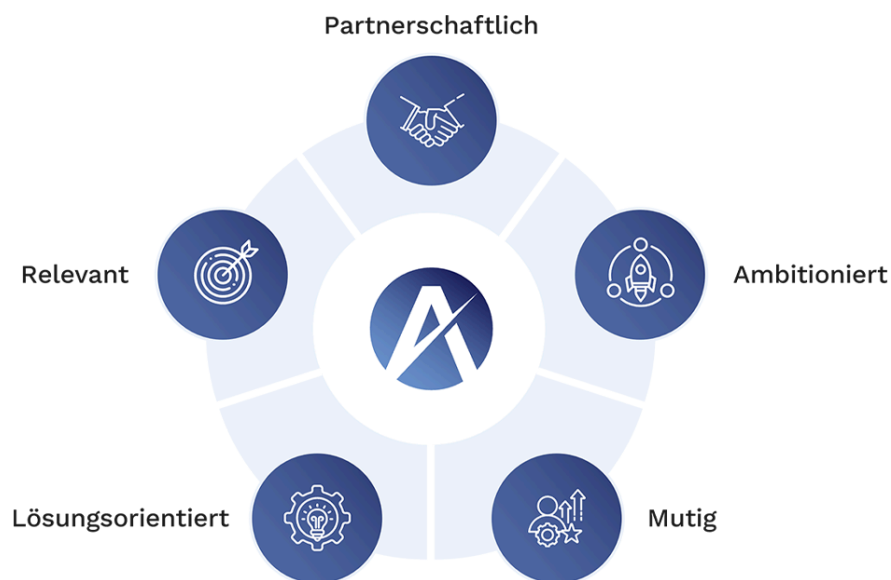 Partnerschaftlich
Relevant
Ambitioniert
Lösungsorientiert
Mutig